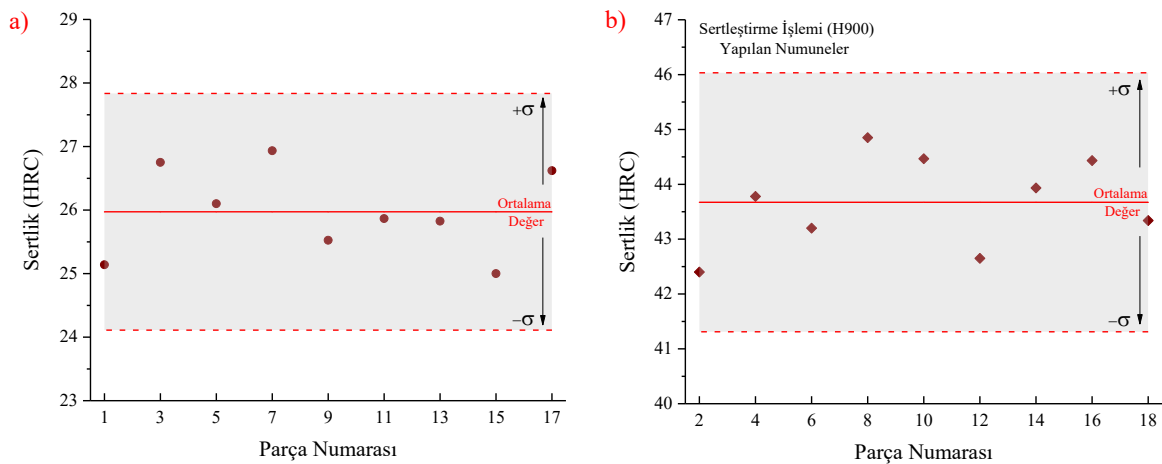 a)
29
28
27
26
25
24
23
Sertlik (HRC)
+σ
Ortalama
Değer
−σ
1 3 5 7 9 11 13 15 17
Parça Numarası
b)
Sertleştirme İşlemi (H900)
Yapılan Numuneler
47
46
45
44
43
42
41
40
Sertlik (HRC)
+σ
Ortalama
Değer
−σ
2 4 6 8 10 12 14 16 18
Parça Numarası